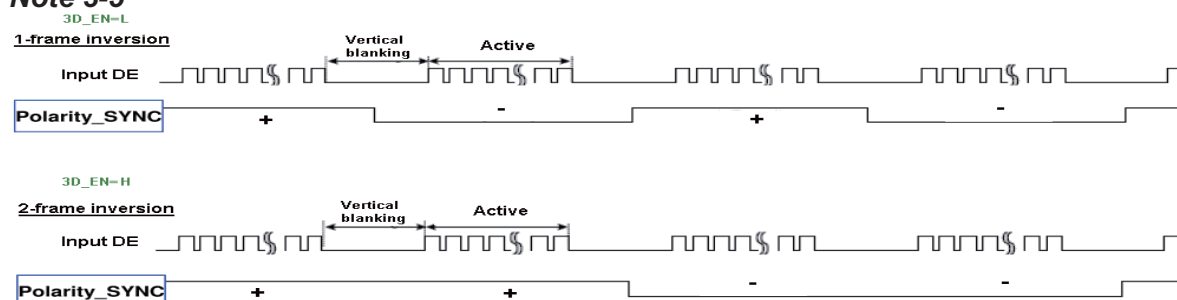 Note 5-9
3D_EN=L
1-frame inversion
Vertical blanking
Active
Input DE
Polarity_SYNC
+
-
+
-
3D_EN=H
2-frame inversion
Vertical blanking
Active
Input DE
Polarity_SYNC
+
+
-
-